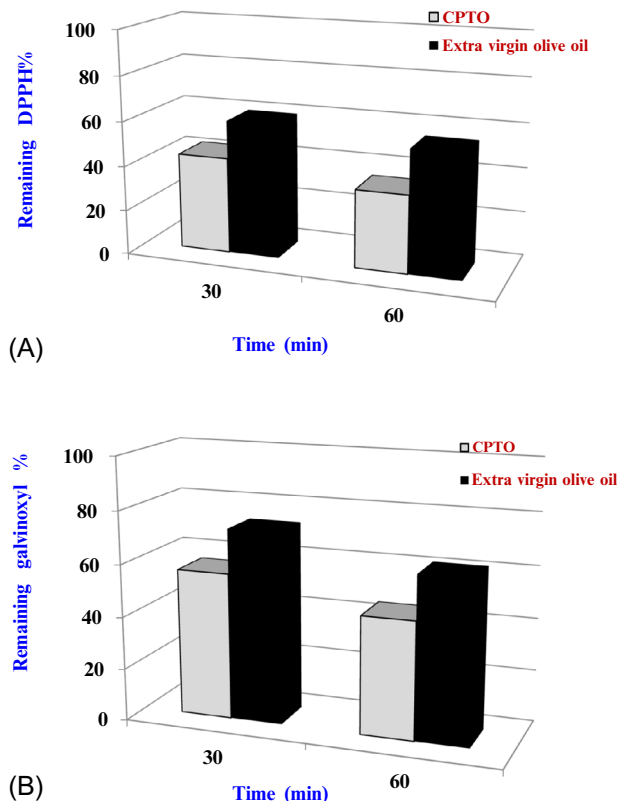 100
80
60
40
20
0
Remaining DPPH%
CPTO
Extra virgin olive oil
30
60
Time (min)
(A)
100
80
60
40
20
0
Remaining galvinoxyl %
CPTO
Extra virgin olive oil
30
60
Time (min)
(B)